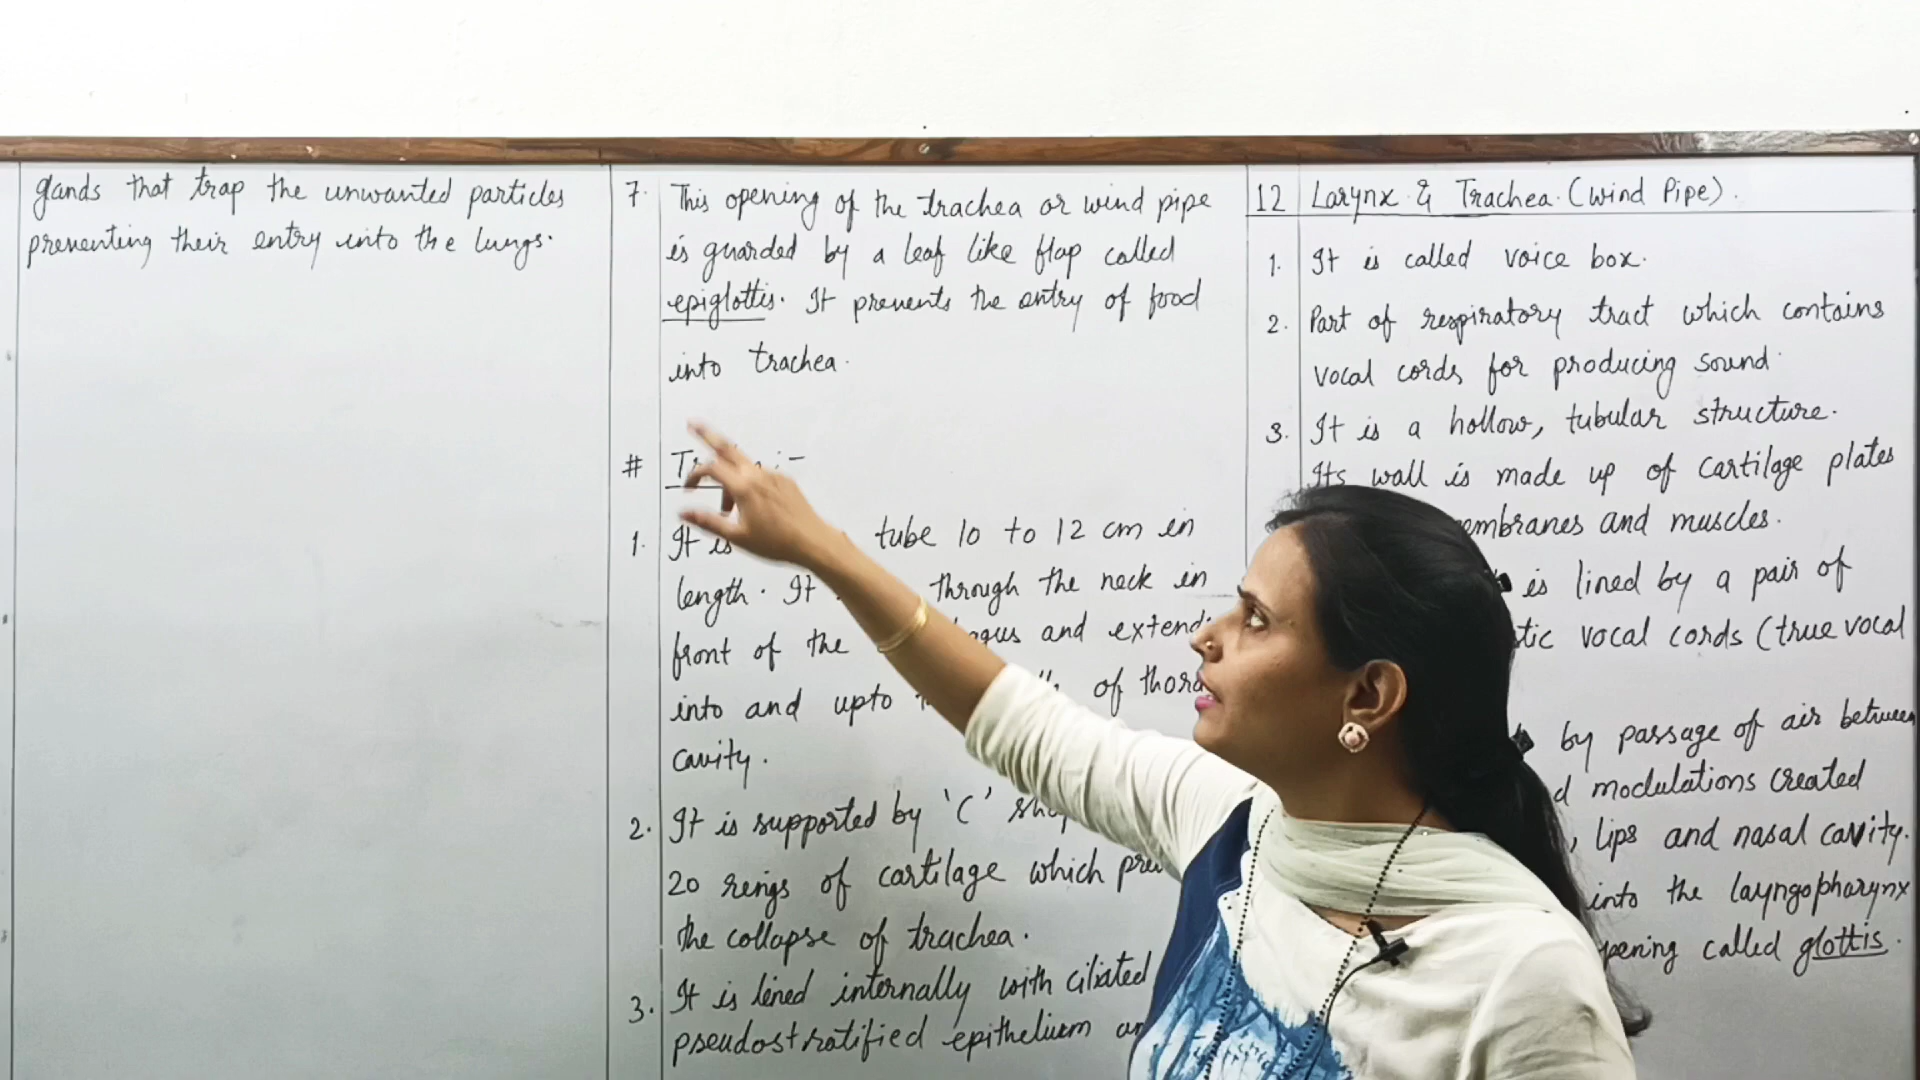 glands that trap the unwanted particles
preventing their entry into the lungs.
7. This opening of the trachea or wind pipe
is guarded by a leaf like flap called
epiglottis. It prevents the entry of food
into trachea.
# :-
1. It is tube 10 to 12 cm in
length. It through the neck in
front of the and extends
into and upto of
cavity.
2. It is supported by 'C'
20 rings of cartilage which
the collapse of trachea.
3. It is lined internally with ciliated
pseudostratified epithelium
12 Larynx & Trachea. (Wind Pipe).
1. It is called voice box.
2. Part of respiratory tract which contains
vocal cords for producing sound.
3. It is a hollow, tubular structure.
Its wall is made up of cartilage plates
and muscles.
is lined by a pair of
vocal cords (true vocal
by passage of air between
modulations created
, lips and nasal cavity.
into the layngopharynx
called glottis.